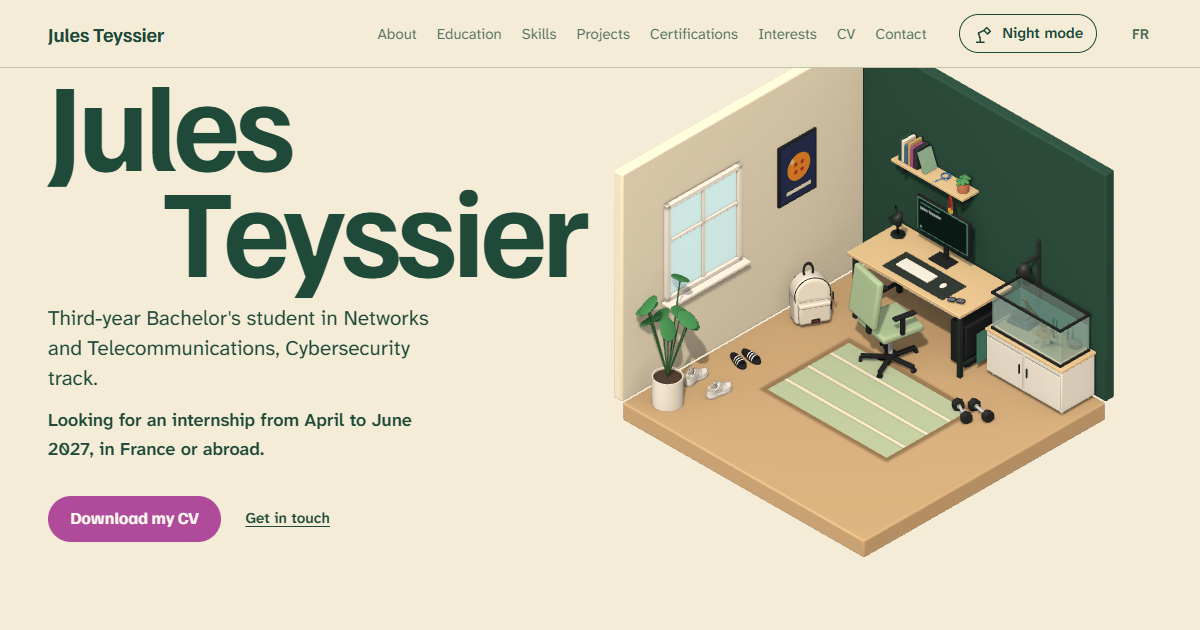 Jules Teyssier
About Education Skills Projects Certifications Interests CV Contact Night mode FR
Jules
Teyssier
Third-year Bachelor's student in Networks
and Telecommunications, Cybersecurity
track.
Looking for an internship from April to June
2027, in France or abroad.
Download my CV Get in touch